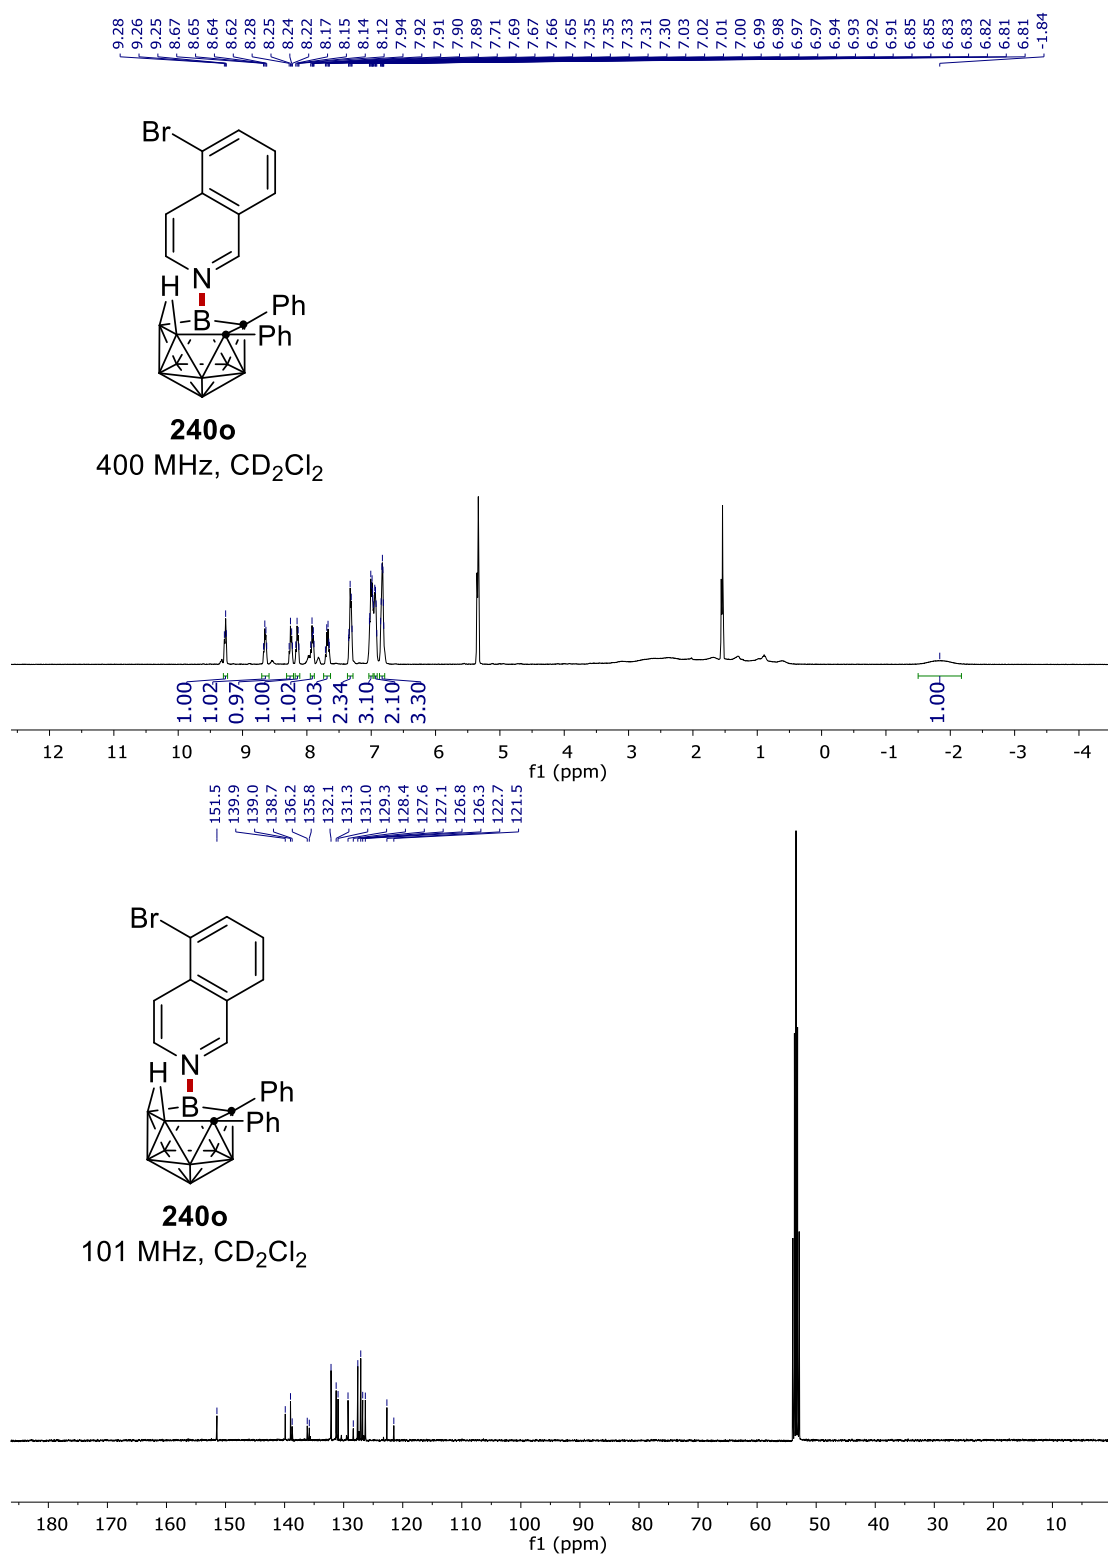 9.28 9.26 9.25 8.67 8.65 8.64 8.62 8.28 8.25 8.24 8.22 8.17 8.15 8.14 8.12 7.94 7.92 7.91 7.90 7.89 7.71 7.69 7.67 7.66 7.65 7.35 7.35 7.33 7.31 7.30 7.03 7.02 7.01 7.00 6.99 6.98 6.97 6.97 6.94 6.93 6.92 6.91 6.85 6.85 6.83 6.83 6.82 6.81 6.81 -1.84
Br
N
H
B
Ph
Ph
240o
400 MHz, CD2Cl2
1.00 1.02 0.97 1.00 1.02 1.03 2.34 3.10 2.10 3.30 1.00
12 11 10 9 8 7 6 5 4 3 2 1 0 -1 -2 -3 -4
f1 (ppm)
151.5 139.9 139.0 138.7 136.2 135.8 132.1 131.3 131.0 129.3 128.4 127.6 127.1 126.8 126.3 122.7 121.5
Br
N
H
B
Ph
Ph
240o
101 MHz, CD2Cl2
180 170 160 150 140 130 120 110 100 90 80 70 60 50 40 30 20 10
f1 (ppm)